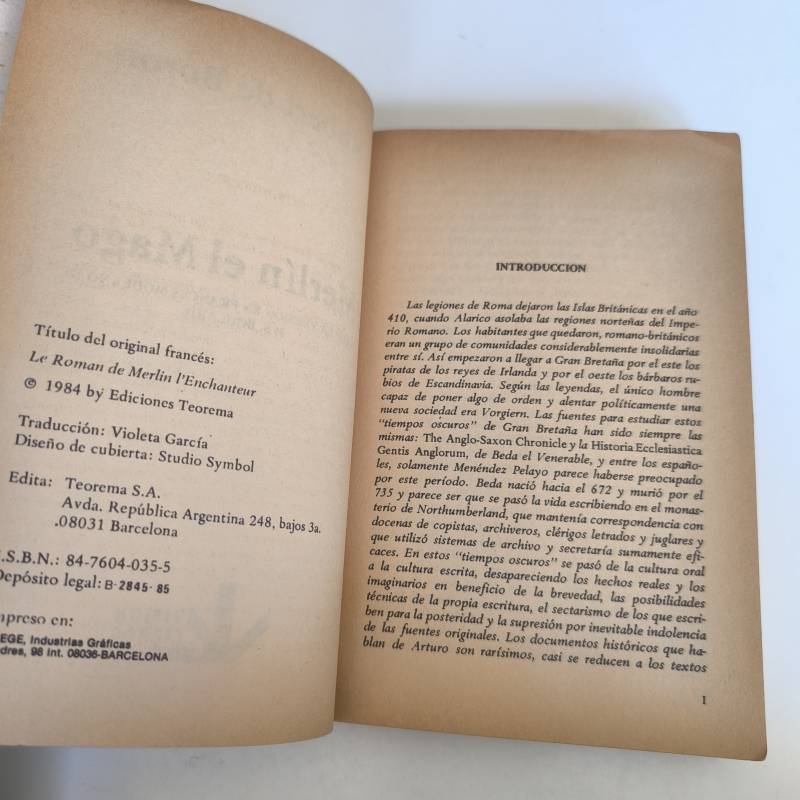 Título del original francés:
Le Roman de Merlin l'Enchanteur
© 1984 by Ediciones Teorema
Traducción: Violeta García
Diseño de cubierta: Studio Symbol
Edita: Teorema S.A.
Avda. República Argentina 248, bajos 3a.
08031 Barcelona
S.B.N.: 84-7604-035-5
Depósito legal: B-2845-85
mpreso en:
EGE, Industrias Gráficas
dres, 98 Int. 08036-BARCELONA
INTRODUCCION
Las legiones de Roma dejaron las Islas Británicas en el año
410, cuando Alarico asolaba las regiones norteñas del Impe-
rio Romano. Los habitantes que quedaron, romano-británicos
eran un grupo de comunidades considerablemente insolidarias
entre sí. Así empezaron a llegar a Gran Bretaña por el este los
piratas de los reyes de Irlanda y por el oeste los bárbaros ru-
bios de Escandinavia. Según las leyendas, el único hombre
capaz de poner algo de orden y alentar políticamente una
nueva sociedad era Vorgiern. Las fuentes para estudiar estos
"tiempos oscuros" de Gran Bretaña han sido siempre las
mismas: The Anglo-Saxon Chronicle y la Historia Ecclesiastica
Gentis Anglorum, de Beda el Venerable, y entre los españo-
les, solamente Menéndez Pelayo parece haberse preocupado
por este período. Beda nació hacia el 672 y murió por el
735 y parece ser que se pasó la vida escribiendo en el monas-
terio de Northumberland, que mantenía correspondencia con
docenas de copistas, archiveros, clérigos letrados y juglares y
que utilizó sistemas de archivo y secretaría sumamente efi-
caces. En estos "tiempos oscuros" se pasó de la cultura oral
a la cultura escrita, desapareciendo los hechos reales y los
imaginarios en beneficio de la brevedad, las posibilidades
técnicas de la propia escritura, el sectarismo de los que escri-
ben para la posteridad y la supresión por inevitable indolencia
de las fuentes originales. Los documentos históricos que ha-
blan de Arturo son rarísimos, casi se reducen a los textos
1